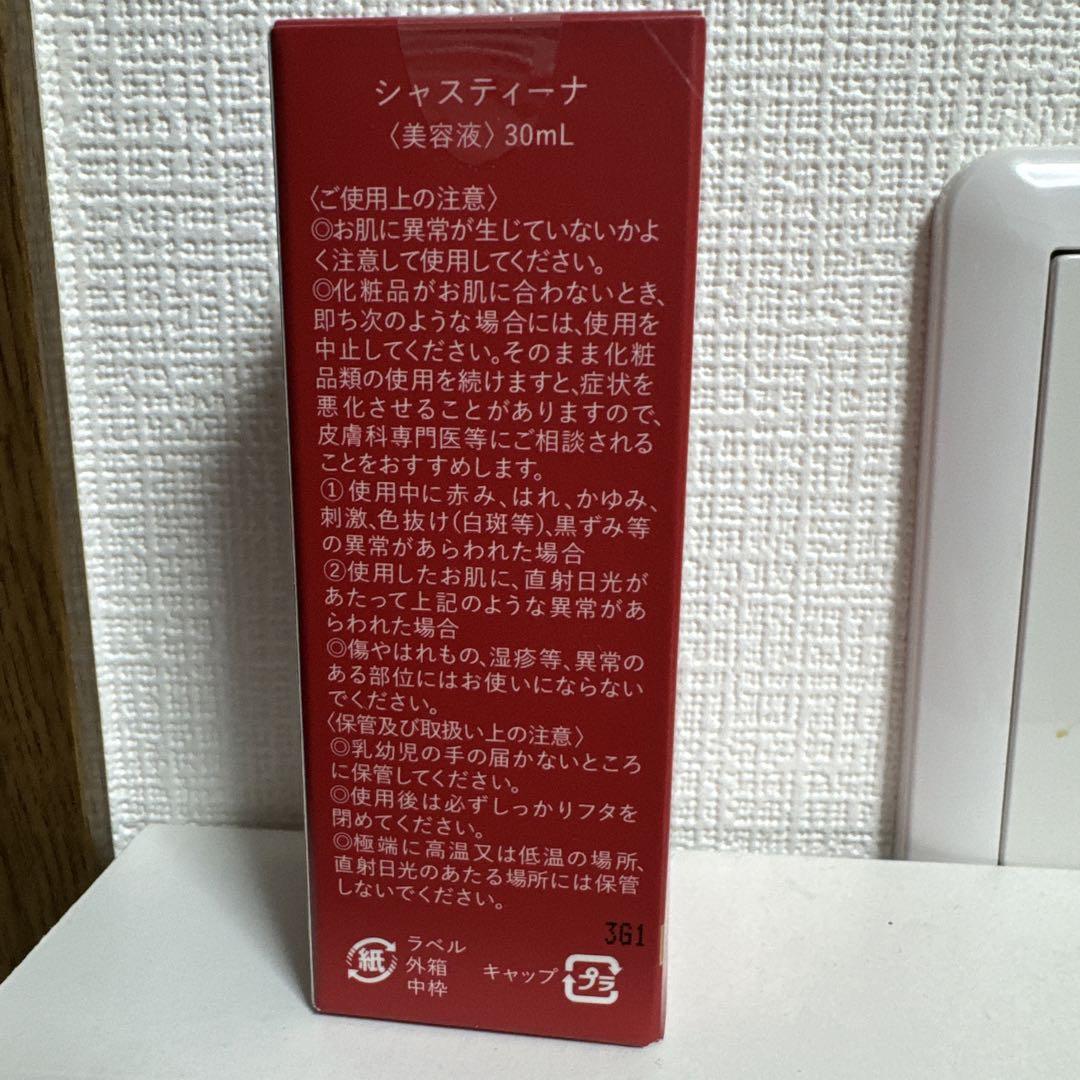 シャスティーナ
〈美容液〉30mL
〈ご使用上の注意〉
◎お肌に異常が生じていないかよ
く注意して使用してください。
◎化粧品がお肌に合わないとき、
即ち次のような場合には、使用を
中止してください。そのまま化粧
品類の使用を続けますと、症状を
悪化させることがありますので、
皮膚科専門医等にご相談される
ことをおすすめします。
①使用中に赤み、はれ、かゆみ、
刺激、色抜け(白斑等)、黒ずみ等
の異常があらわれた場合
②使用したお肌に、直射日光が
あたって上記のような異常があ
らわれた場合
◎傷やはれもの、湿疹等、異常の
ある部位にはお使いにならない
でください。
〈保管及び取扱い上の注意〉
◎乳幼児の手の届かないところ
に保管してください。
◎使用後は必ずしっかりフタを
閉めてください。
◎極端に高温又は低温の場所、
直射日光のあたる場所には保管
しないでください。
3G1
紙
ラベル
外箱
中枠
キャップ
プラ